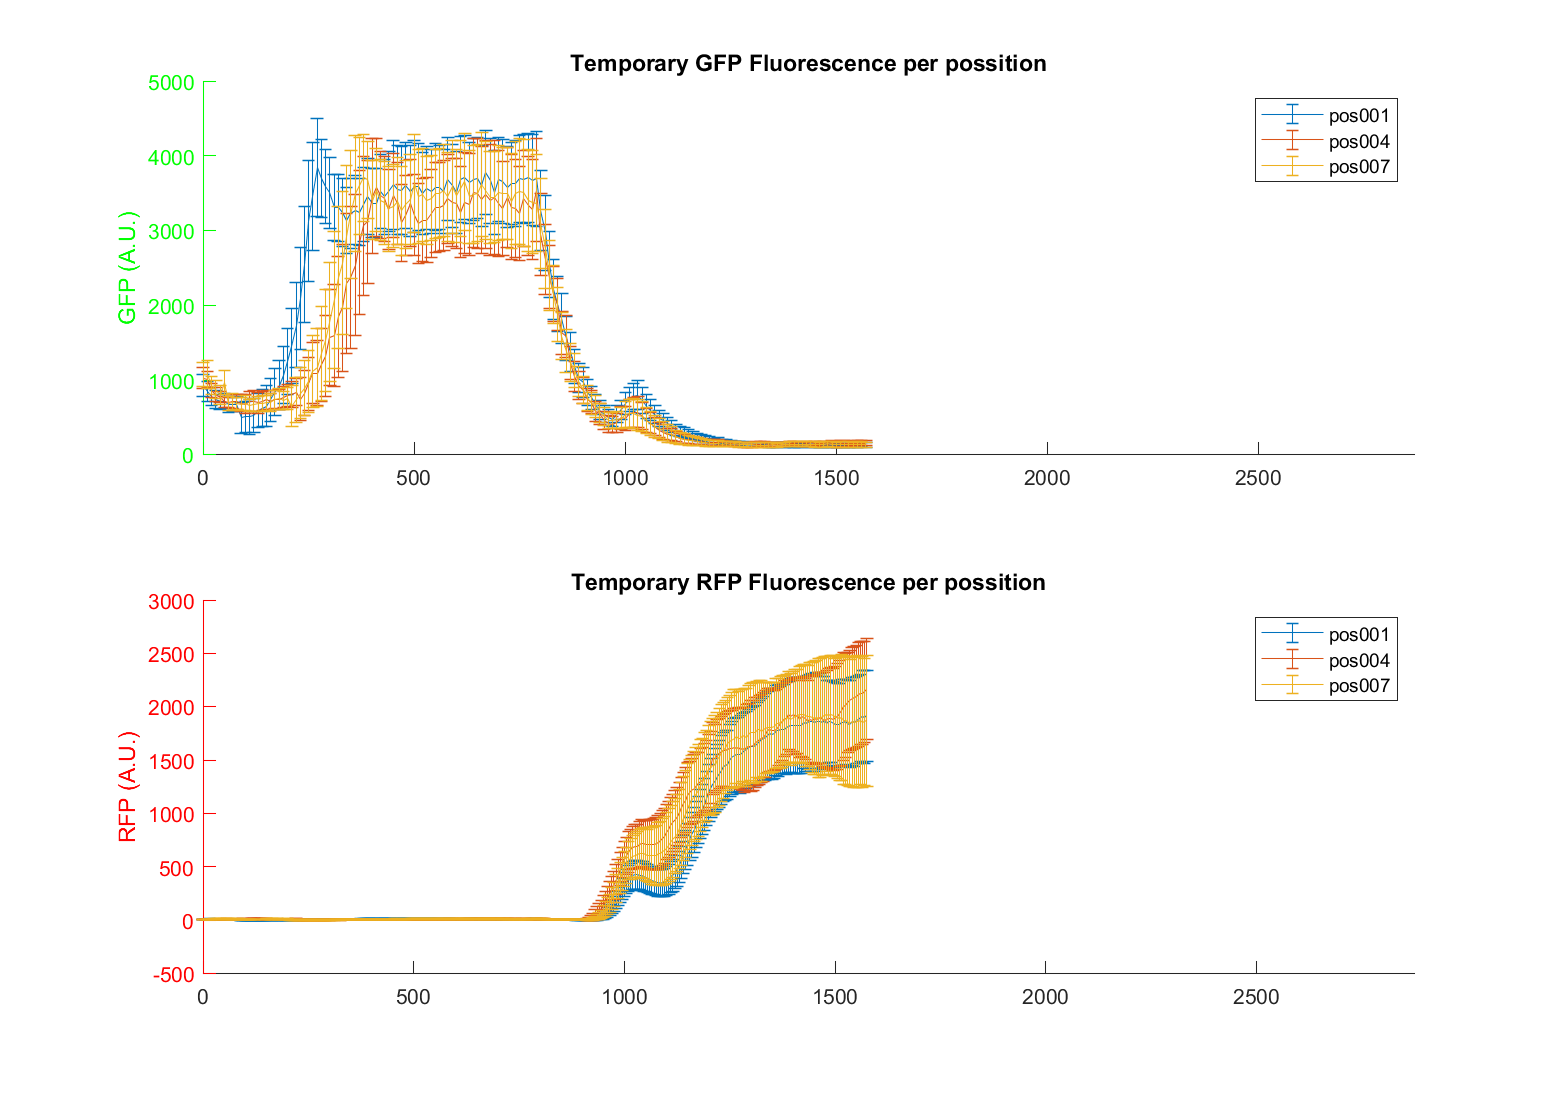 Temporary GFP Fluorescence per possition
GFP (A.U.)
5000
4000
3000
2000
1000
0
0 500 1000 1500 2000 2500
pos001
pos004
pos007
Temporary RFP Fluorescence per possition
RFP (A.U.)
3000
2500
2000
1500
1000
500
0
-500
0 500 1000 1500 2000 2500
pos001
pos004
pos007